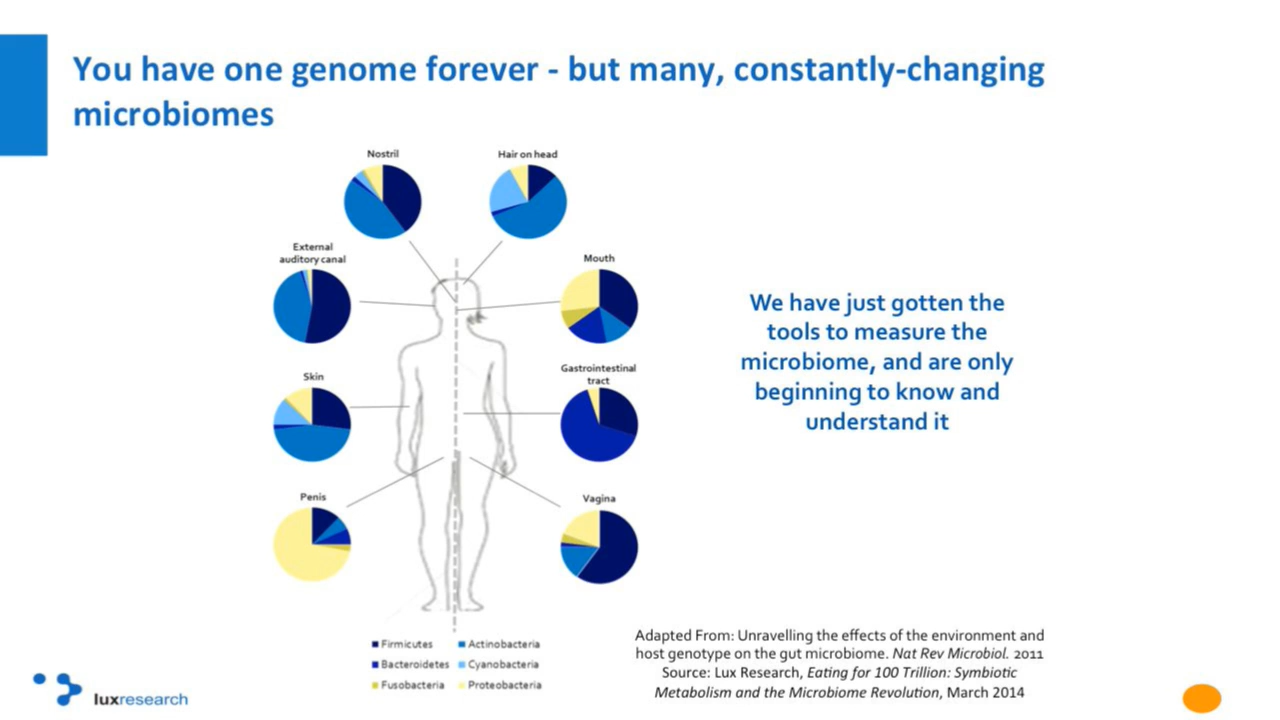 You have one genome forever - but many, constantly-changing
microbiomes
Nostril
Hair on head
External
auditory canal
Mouth
Skin
Gastrointestinal
tract
Penis
Vagina
We have just gotten the
tools to measure the
microbiome, and are only
beginning to know and
understand it
Firmicutes
Actinobacteria
Bacteroidetes
Cyanobacteria
Fusobacteria
Proteobacteria
Adapted From: Unravelling the effects of the environment and
host genotype on the gut microbiome. Nat Rev Microbiol. 2011
Source: Lux Research, Eating for 100 Trillion: Symbiotic
Metabolism and the Microbiome Revolution, March 2014
luxresearch